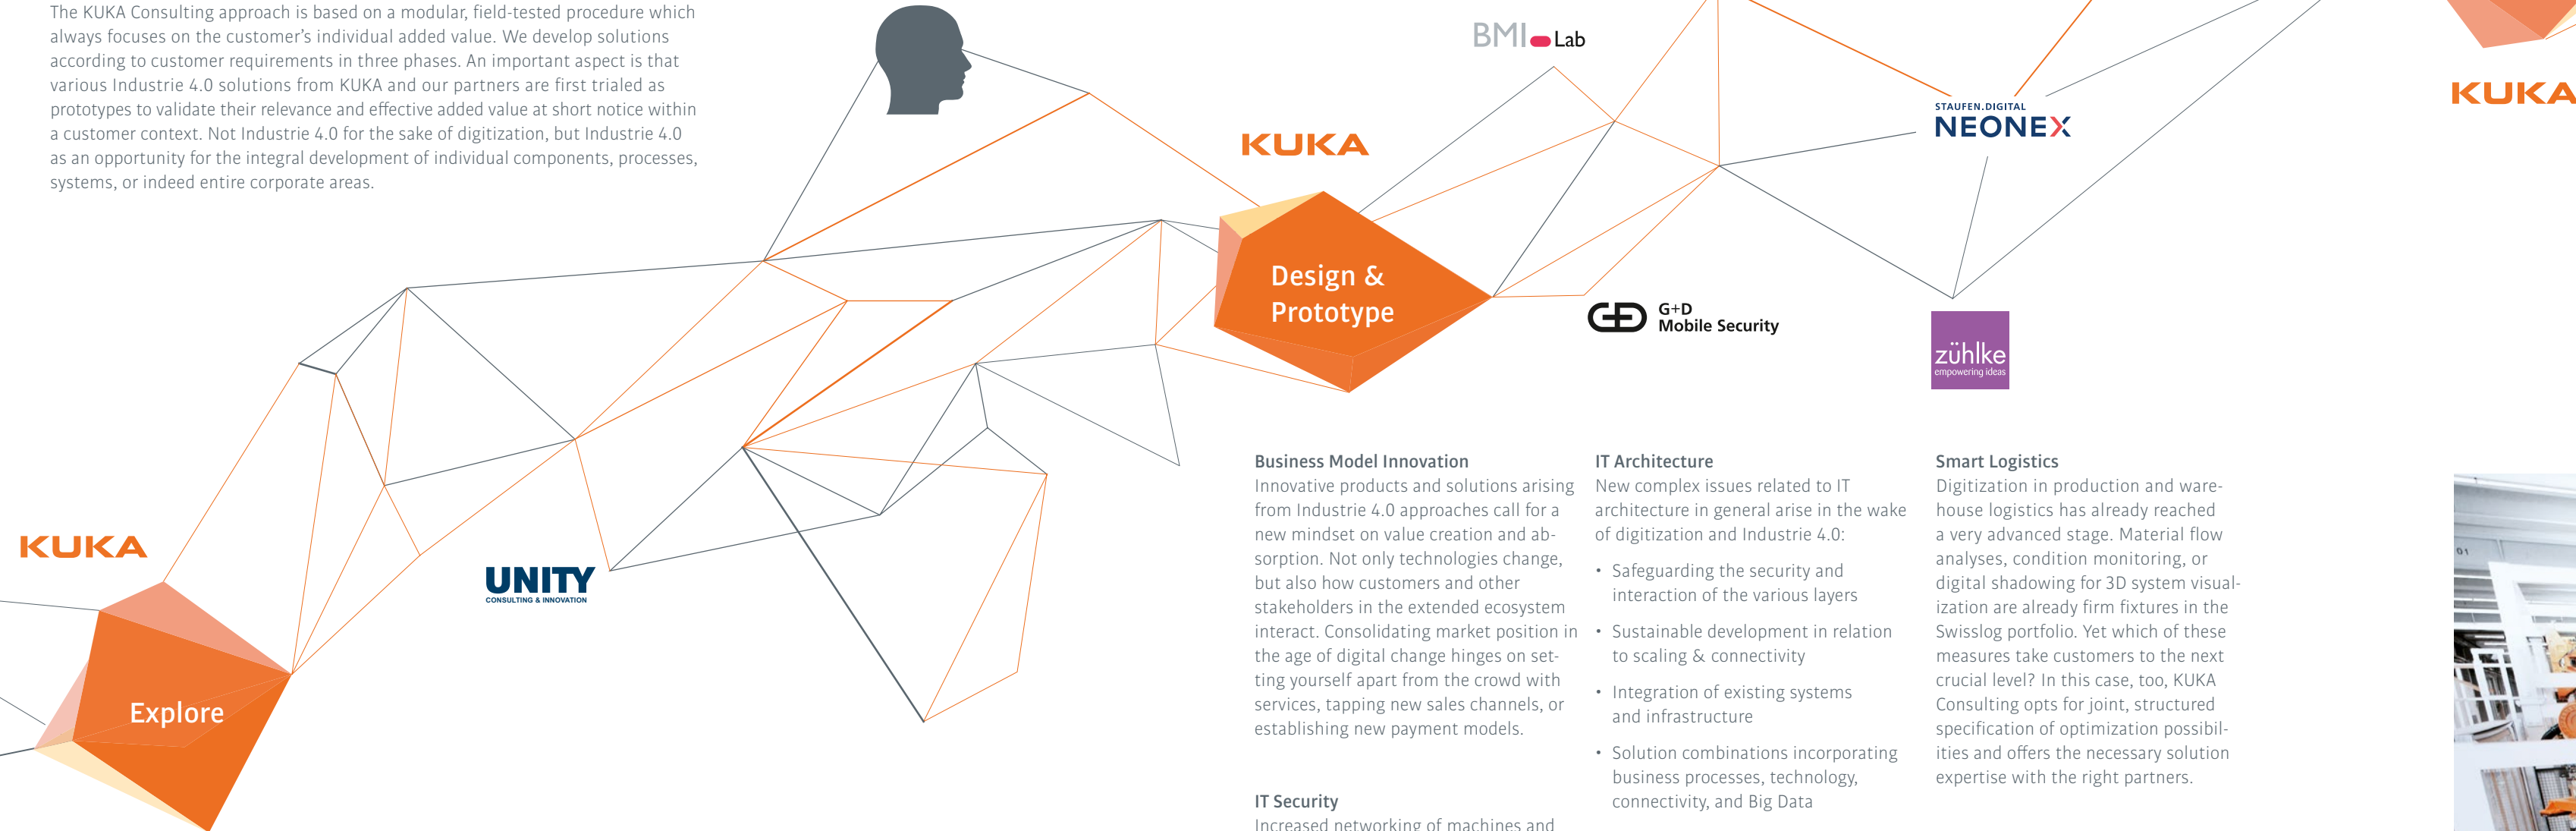 The KUKA Consulting approach is based on a modular, field-tested procedure which
always focuses on the customer’s individual added value. We develop solutions
according to customer requirements in three phases. An important aspect is that
various Industrie 4.0 solutions from KUKA and our partners are first trialed as
prototypes to validate their relevance and effective added value at short notice within
a customer context. Not Industrie 4.0 for the sake of digitization, but Industrie 4.0
as an opportunity for the integral development of individual components, processes,
systems, or indeed entire corporate areas.
KUKA
Explore
UNITY
CONSULTING & INNOVATION
KUKA
Design &
Prototype
BMI Lab
G+D
Mobile Security
STAUFEN.DIGITAL
NEONEX
zühlke
empowering ideas
KUKA
Business Model Innovation
Innovative products and solutions arising
from Industrie 4.0 approaches call for a
new mindset on value creation and ab-
sorption. Not only technologies change,
but also how customers and other
stakeholders in the extended ecosystem
interact. Consolidating market position in
the age of digital change hinges on set-
ting yourself apart from the crowd with
services, tapping new sales channels, or
establishing new payment models.
IT Security
Increased networking of machines and
IT Architecture
New complex issues related to IT
architecture in general arise in the wake
of digitization and Industrie 4.0:
• Safeguarding the security and
interaction of the various layers
• Sustainable development in relation
to scaling & connectivity
• Integration of existing systems
and infrastructure
• Solution combinations incorporating
business processes, technology,
connectivity, and Big Data
Smart Logistics
Digitization in production and ware-
house logistics has already reached
a very advanced stage. Material flow
analyses, condition monitoring, or
digital shadowing for 3D system visual-
ization are already firm fixtures in the
Swisslog portfolio. Yet which of these
measures take customers to the next
crucial level? In this case, too, KUKA
Consulting opts for joint, structured
specification of optimization possibil-
ities and offers the necessary solution
expertise with the right partners.
01